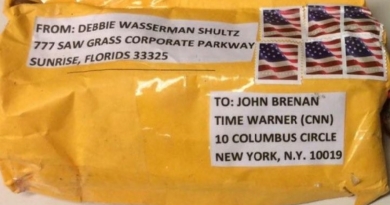 FROM: DEBBIE WASSERMAN SHULTZ
777 SAW GRASS CORPORATE PARKWAY
SUNRISE, FLORIDS 33325
TO: JOHN BRENAN
TIME WARNER (CNN)
10 COLUMBUS CIRCLE
NEW YORK, N.Y. 10019